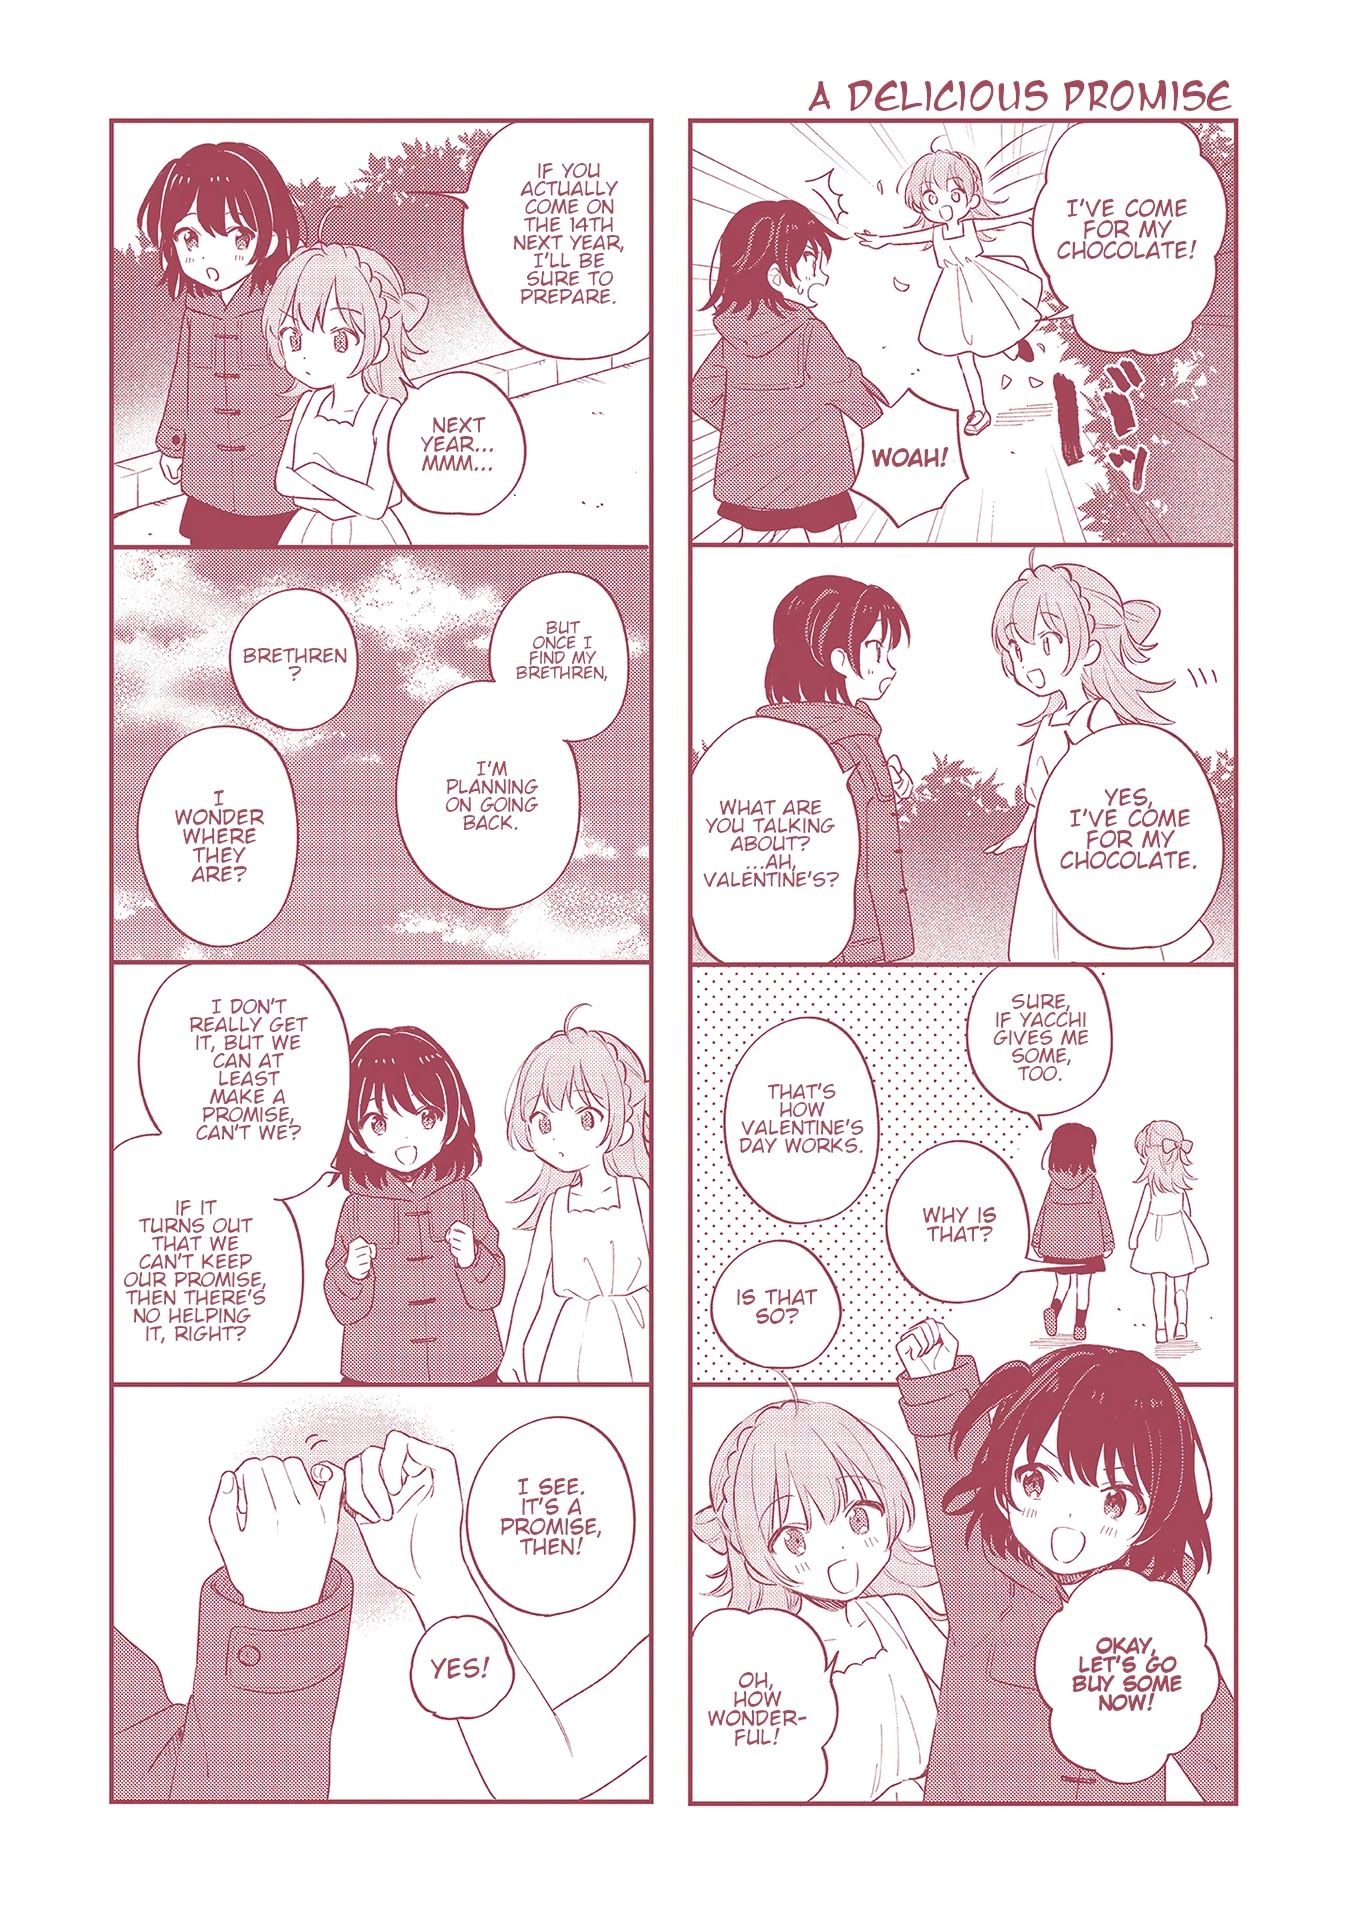 A DELICIOUS PROMISE
I'VE COME
FOR MY
CHOCOLATE!
WOAH!
バッ
YES,
I'VE COME
FOR MY
CHOCOLATE.
WHAT ARE
YOU TALKING
ABOUT?
...AH,
VALENTINE'S?
SURE,
IF YACCHI
GIVES ME
SOME,
TOO.
WHY IS
THAT?
THAT'S
HOW
VALENTINE'S
DAY WORKS.
IS THAT
SO?
OKAY,
LET'S GO
BUY SOME
NOW!
OH,
HOW
WONDER-
FUL!
IF YOU
ACTUALLY
COME ON
THE 14TH
NEXT YEAR,
I'LL BE
SURE TO
PREPARE.
NEXT
YEAR...
MMM...
BUT
ONCE I
FIND MY
BRETHREN,
I'M
PLANNING
ON GOING
BACK.
BRETHREN
?
I
WONDER
WHERE
THEY
ARE?
I DON'T
REALLY GET
IT, BUT WE
CAN AT
LEAST
MAKE A
PROMISE,
CAN'T WE?
IF IT
TURNS OUT
THAT WE
CAN'T KEEP
OUR PROMISE,
THEN THERE'S
NO HELPING
IT, RIGHT?
I SEE.
IT'S A
PROMISE,
THEN!
YES!